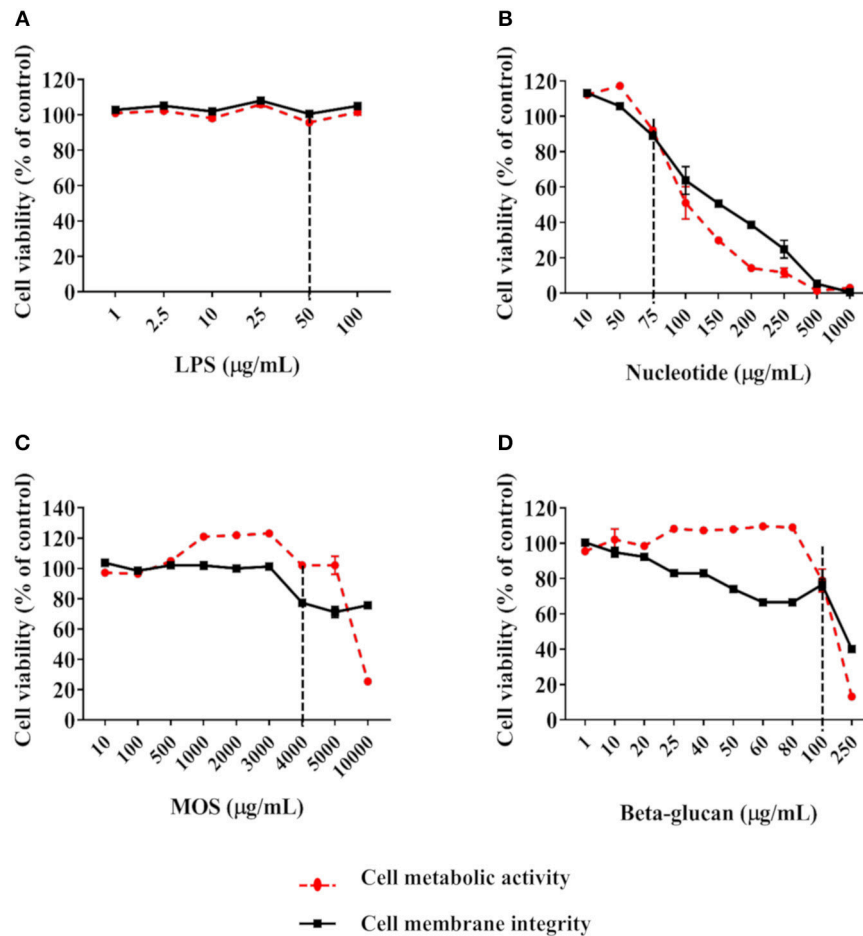 A
Cell viability (% of control)
120
100
80
60
40
20
0
1 2.5 10 25 50 100
LPS (µg/mL)
B
Cell viability (% of control)
120
100
80
60
40
20
0
10 50 75 100 150 200 250 500 1000
Nucleotide (µg/mL)
C
Cell viability (% of control)
140
120
100
80
60
40
20
0
10 100 500 1000 2000 3000 4000 5000 10000
MOS (µg/mL)
D
Cell viability (% of control)
120
100
80
60
40
20
0
1 10 20 25 40 50 60 80 100 250
Beta-glucan (µg/mL)
Cell metabolic activity
Cell membrane integrity